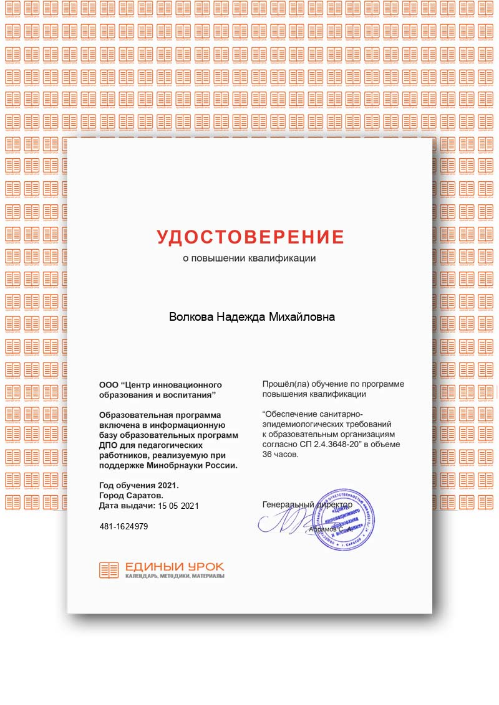 УДОСТОВЕРЕНИЕ
о повышении квалификации
Волкова Надежда Михайловна
ООО “Центр инновационного
образования и воспитания”
Образовательная программа
включена в информационную
базу образовательных программ
ДПО для педагогических
работников, реализуемую при
поддержке Минобрнауки России.
Год обучения 2021.
Город Саратов.
Дата выдачи: 15 05 2021
481-1624979
Прошёл(ла) обучение по программе
повышения квалификации
“Обеспечение санитарно-
эпидемиологических требований
к образовательным организациям
согласно СП 2.4.3648-20” в объеме
36 часов.
Генеральный директор
Абрамов
ЕДИНЫЙ УРОК
КАЛЕНДАРЬ, МЕТОДИКИ, МАТЕРИАЛЫ